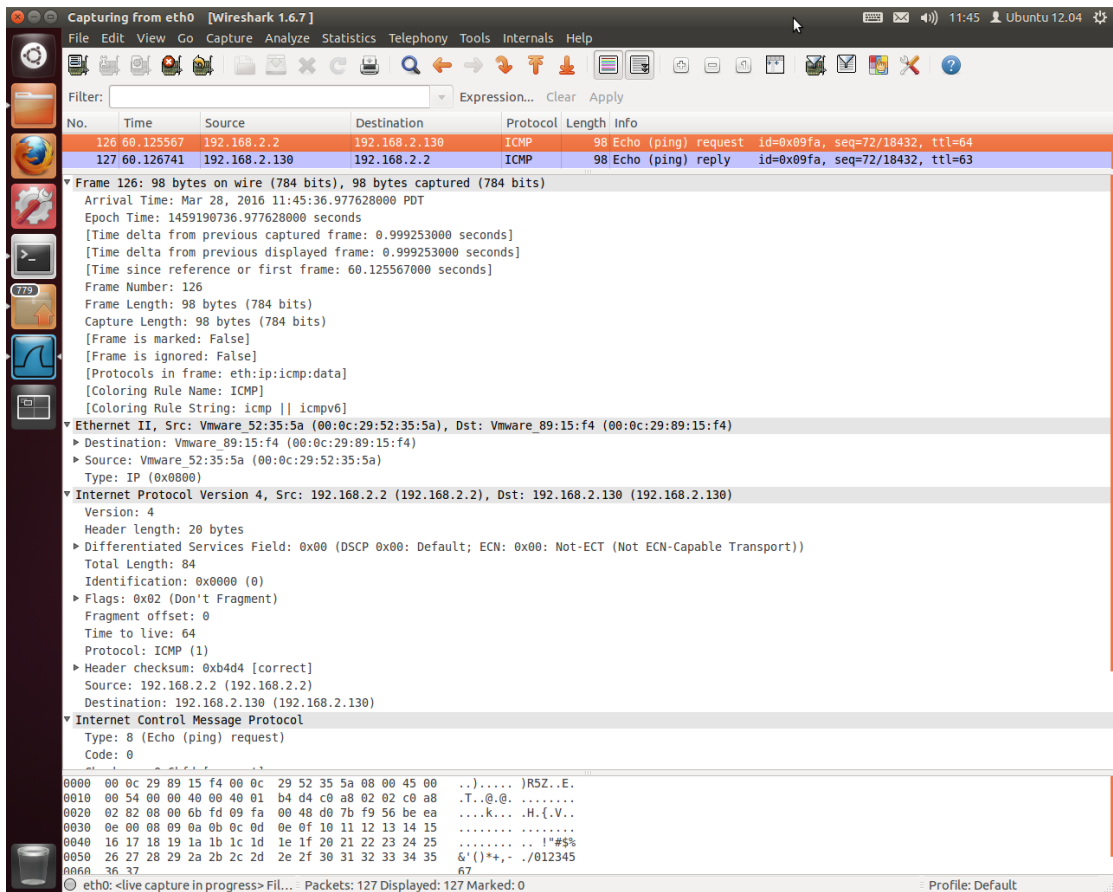 Capturing from eth0 [Wireshark 1.6.7 ]
11:45 Ubuntu 12.04
File Edit View Go Capture Analyze Statistics Telephony Tools Internals Help
Filter: Expression... Clear Apply
No. Time Source Destination Protocol Length Info
126 60.125567 192.168.2.2 192.168.2.130 ICMP 98 Echo (ping) request id=0x09fa, seq=72/18432, ttl=64
127 60.126741 192.168.2.130 192.168.2.2 ICMP 98 Echo (ping) reply id=0x09fa, seq=72/18432, ttl=63
Frame 126: 98 bytes on wire (784 bits), 98 bytes captured (784 bits)
Arrival Time: Mar 28, 2016 11:45:36.977628000 PDT
Epoch Time: 1459190736.977628000 seconds
[Time delta from previous captured frame: 0.999253000 seconds]
[Time delta from previous displayed frame: 0.999253000 seconds]
[Time since reference or first frame: 60.125567000 seconds]
Frame Number: 126
Frame Length: 98 bytes (784 bits)
Capture Length: 98 bytes (784 bits)
[Frame is marked: False]
[Frame is ignored: False]
[Protocols in frame: eth:ip:icmp:data]
[Coloring Rule Name: ICMP]
[Coloring Rule String: icmp || icmpv6]
Ethernet II, Src: Vmware_52:35:5a (00:0c:29:52:35:5a), Dst: Vmware_89:15:f4 (00:0c:29:89:15:f4)
Destination: Vmware_89:15:f4 (00:0c:29:89:15:f4)
Source: Vmware_52:35:5a (00:0c:29:52:35:5a)
Type: IP (0x0800)
Internet Protocol Version 4, Src: 192.168.2.2 (192.168.2.2), Dst: 192.168.2.130 (192.168.2.130)
Version: 4
Header length: 20 bytes
Differentiated Services Field: 0x00 (DSCP 0x00: Default; ECN: 0x00: Not-ECT (Not ECN-Capable Transport))
Total Length: 84
Identification: 0x0000 (0)
Flags: 0x02 (Don't Fragment)
Fragment offset: 0
Time to live: 64
Protocol: ICMP (1)
Header checksum: 0xb4d4 [correct]
Source: 192.168.2.2 (192.168.2.2)
Destination: 192.168.2.130 (192.168.2.130)
Internet Control Message Protocol
Type: 8 (Echo (ping) request)
Code: 0
0000 00 0c 29 89 15 f4 00 0c 29 52 35 5a 08 00 45 00 ..)..... )R5Z..E.
0010 00 54 00 00 40 00 40 01 b4 d4 c0 a8 02 02 c0 a8 .T..@.@. ........
0020 02 82 08 00 6b fd 09 fa 00 48 d0 7b f9 56 be ea ....k... .H.{.V..
0030 0e 00 08 09 0a 0b 0c 0d 0e 0f 10 11 12 13 14 15 ........ ........
0040 16 17 18 19 1a 1b 1c 1d 1e 1f 20 21 22 23 24 25 ........ .. !"#$%
0050 26 27 28 29 2a 2b 2c 2d 2e 2f 30 31 32 33 34 35 &'()*+,- ./012345
0060 36 37 67
eth0: <live capture in progress> Fil... Packets: 127 Displayed: 127 Marked: 0 Profile: Default
779